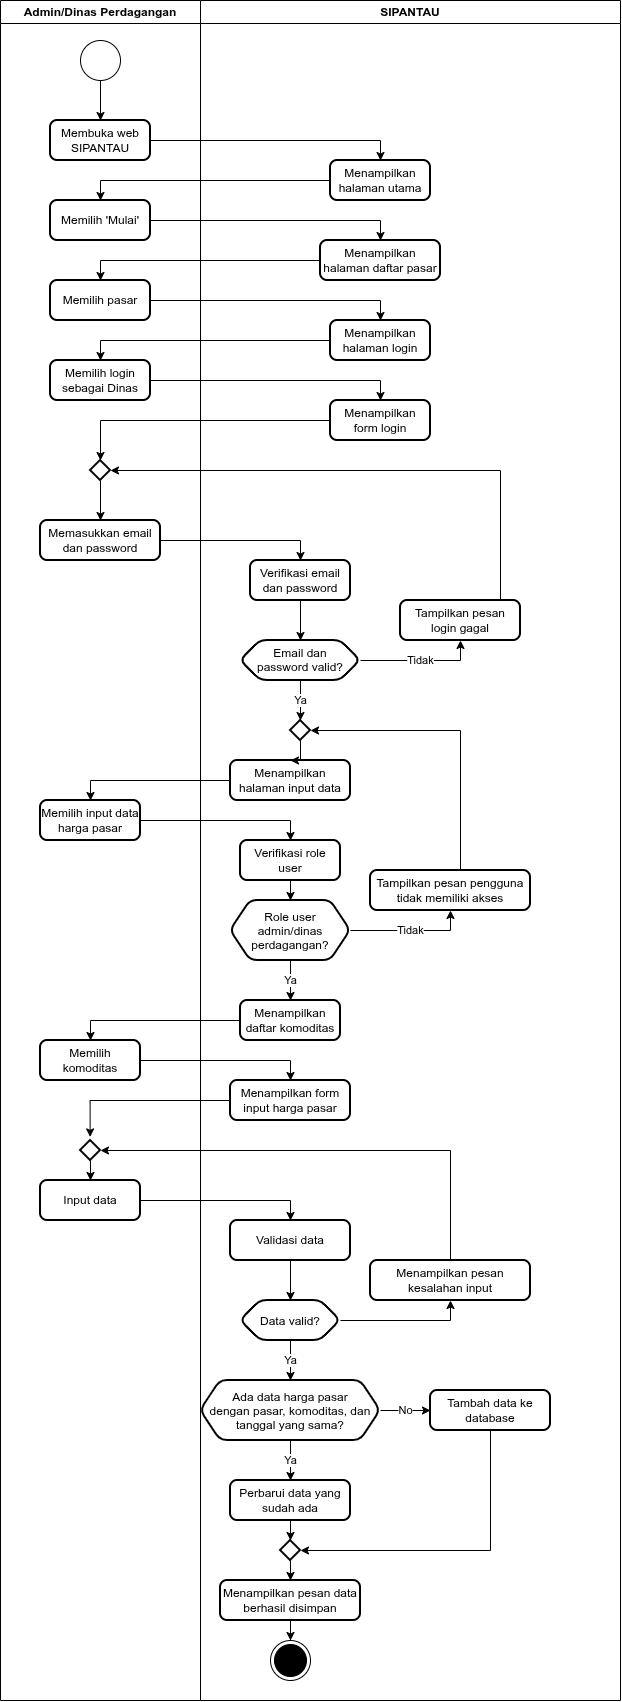 Admin/Dinas Perdagangan
SIPANTAU
Membuka web
SIPANTAU
Menampilkan
halaman utama
Memilih 'Mulai'
Menampilkan
halaman daftar pasar
Memilih pasar
Menampilkan
halaman login
Memilih login
sebagai Dinas
Menampilkan
form login
Memasukkan email
dan password
Verifikasi email
dan password
Tampilkan pesan
login gagal
Email dan
password valid?
Tidak
Ya
Menampilkan
halaman input data
Memilih input data
harga pasar
Verifikasi role
user
Tampilkan pesan pengguna
tidak memiliki akses
Role user
admin/dinas
perdagangan?
Tidak
Ya
Menampilkan
daftar komoditas
Memilih
komoditas
Menampilkan form
input harga pasar
Input data
Validasi data
Menampilkan pesan
kesalahan input
Data valid?
Ya
Ada data harga pasar
dengan pasar, komoditas, dan
tanggal yang sama?
No
Tambah data ke
database
Ya
Perbarui data yang
sudah ada
Menampilkan pesan data
berhasil disimpan